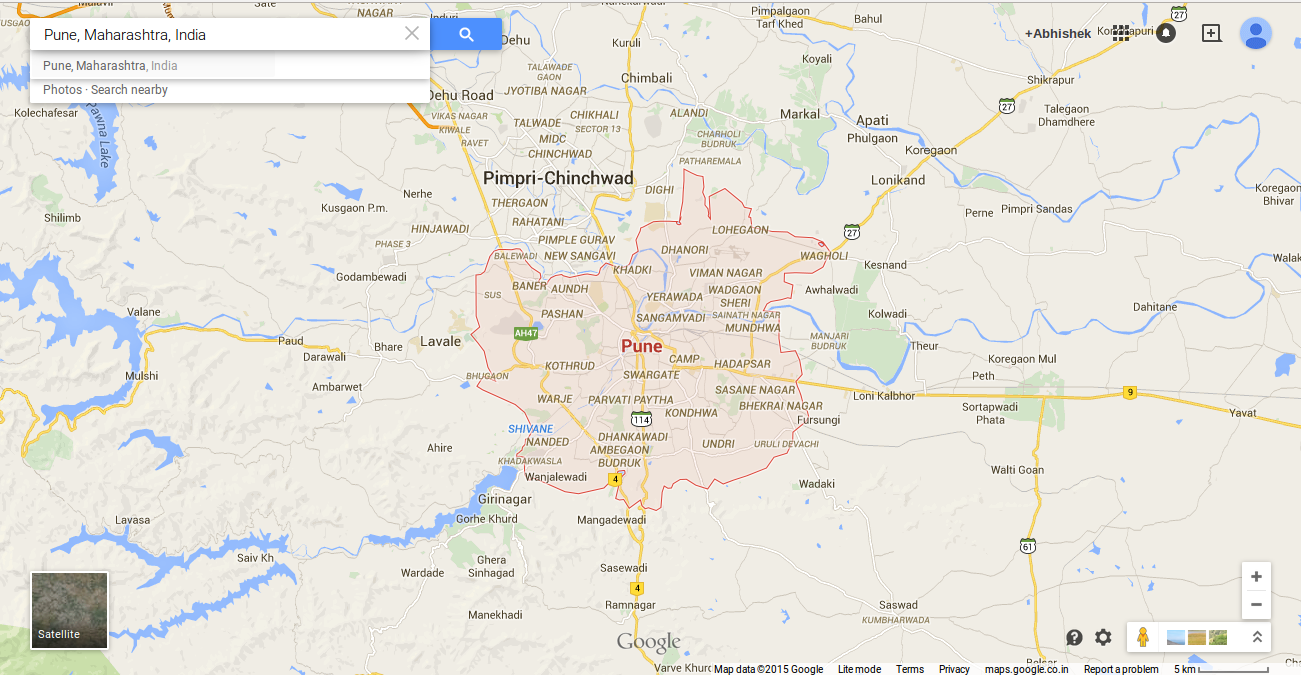 Pune, Maharashtra, India
Pune, Maharashtra, India
Photos · Search nearby
+Abhishek
NAGAR
Pimpalgaon
Tarf Khed
Bahul
27
Dehu
Kuruli
Koyali
TALAWADE
GAON
Chimbali
Shikrapur
JYOTIBA NAGAR
Dehu Road
27
Talegaon
Dhamdhere
Kolechafesar
Pawna Lake
VIKAS NAGAR
KIWALE
TALWADE
CHIKHALI
SECTOR 13
ALANDI
Markal
Apati
Phulgaon
RAVET
MIDC
CHINCHWAD
CHARHOLI
BUDRUK
PATHAREMALA
Koregaon
Pimpri-Chinchwad
Lonikand
Nerhe
DIGHI
Koregaon
Bhivar
THERGAON
Kusgaon P.m.
Perne
Pimpri Sandas
Shilimb
RAHATANI
HINJAWADI
LOHEGAON
27
PHASE 3
PIMPLE GURAV
DHANORI
BALEWADI
NEW SANGAVI
WAGHOLI
Kesnand
Godambewadi
KHADKI
VIMAN NAGAR
BANER
AUNDH
WADGAON
SHERI
Awhalwadi
SUS
YERAWADA
Dahitane
Valane
PASHAN
SANGAMVADI
SAINATH NAGAR
MUNDHWA
Kolwadi
AH47
Paud
Lavale
Bhare
MANJARI
BUDRUK
Theur
Darawali
Pune
CAMP
Koregaon Mul
HADAPSAR
KOTHRUD
Mulshi
BHUGAON
SWARGATE
Peth
Ambarwet
SASANE NAGAR
9
WARJE
PARVATI PAYTHA
Loni Kalbhor
BHEKRAI NAGAR
Sortapwadi
Phata
Yavat
114
KONDHWA
Fursungi
SHIVANE
NANDED
DHANKAWADI
UNDRI
URULI DEVACHI
Ahire
AMBEGAON
BUDRUK
KHADAKWASLA
Walti Goan
Wanjalewadi
4
Wadaki
Girinagar
Lavasa
Gorhe Khurd
Mangadewadi
61
Saiv Kh
Ghera
Sinhagad
Wardade
Sasewadi
4
Ramnagar
Saswad
KUMBHARWADA
Manekhadi
Satellite
Google
Map data ©2015 Google
Lite mode
Terms
Privacy
maps.google.co.in
Report a problem
5 km